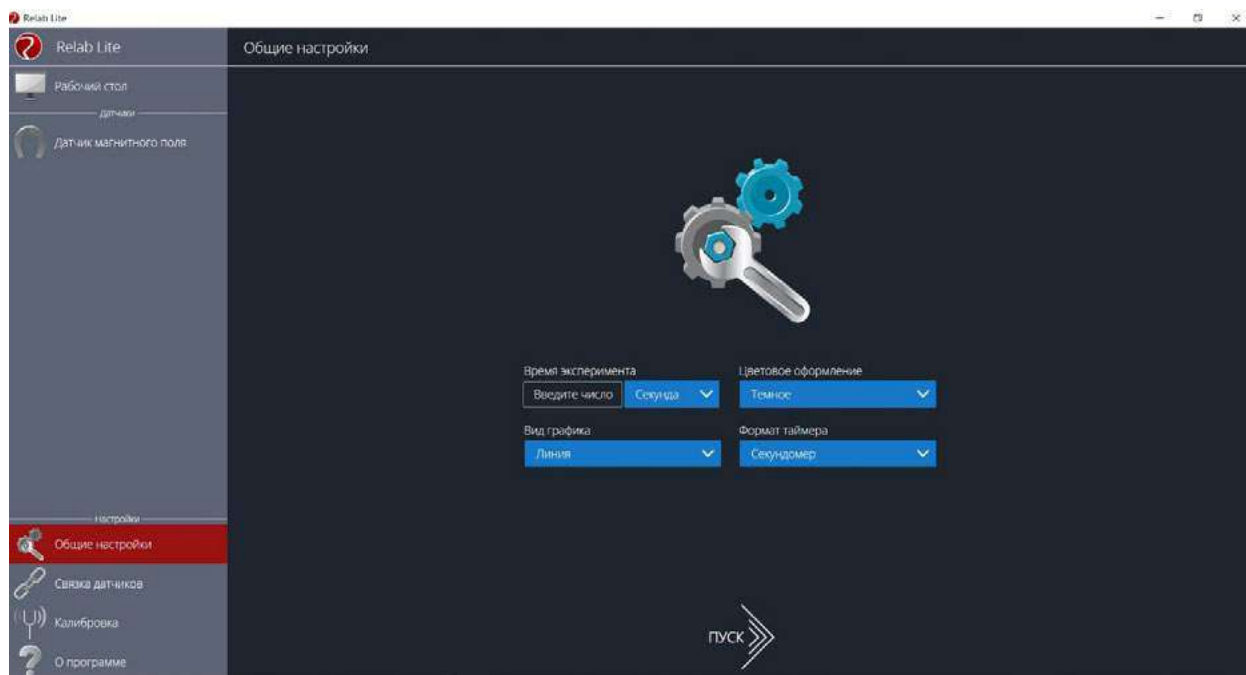 Relab Lite
Relab Lite
Общие настройки
Рабочий стол
Датчики
Датчик магнитного поля
Время эксперимента
Цветовое оформление
Введите число
Секунда
Темное
Вид графика
Формат таймера
Линия
Секундомер
Настройки
Общие настройки
Связка датчиков
Калибровка
О программе
ПУСК